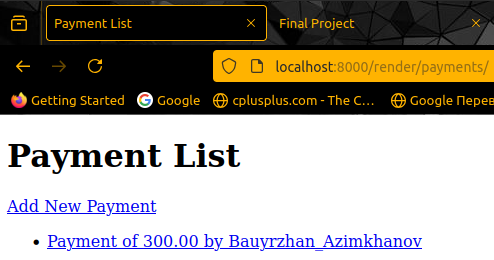 Payment List
Final Project
localhost:8000/render/payments/
Getting Started
Google
cplusplus.com - The C…
Google Перев
Payment List
Add New Payment
Payment of 300.00 by Bauyrzhan_Azimkhanov